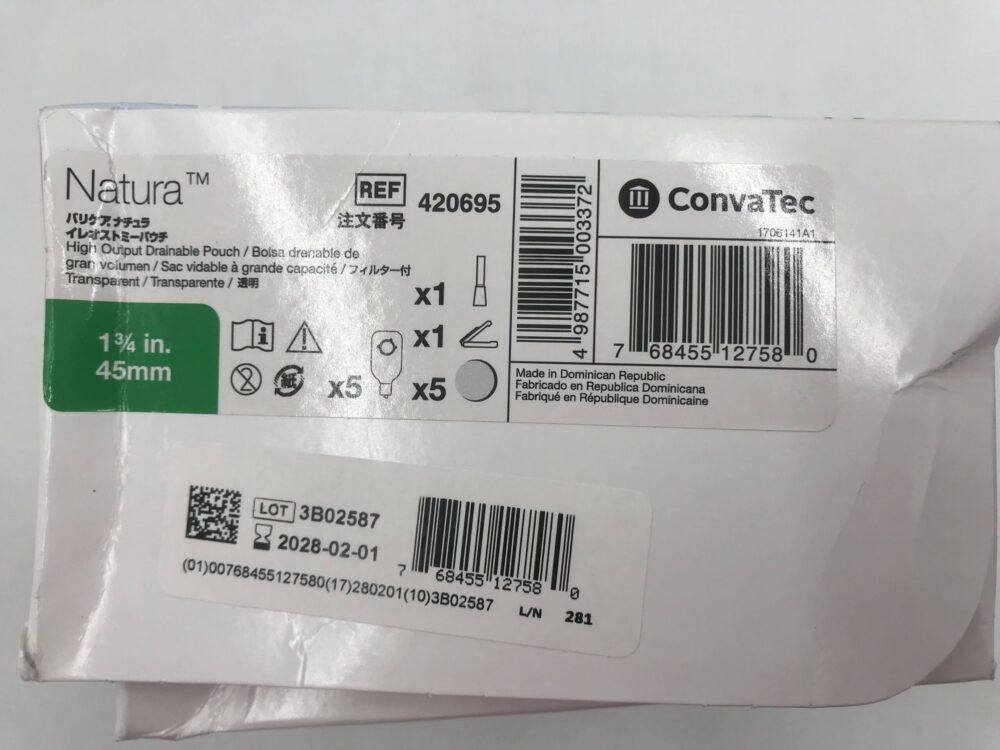 Natura™
バリケアナチュラ
イレオストミーパウチ
High Output Drainable Pouch / Bolsa drenable de
gran volumen / Sac vidable à grande capacité / フィルター付
Transparent / Transparente / 透明
REF 420695
注文番号
1¾ in.
45mm
紙
x1
x1
x5
x5
4 987715 003372
ConvaTec
1706141A1
7 68455 12758 0
Made in Dominican Republic
Fabricado en Republica Dominicana
Fabriqué en République Dominicaine
LOT 3B02587
2028-02-01
7 68455 12758 0
(01)00768455127580(17)280201(10)3B02587
L/N 281